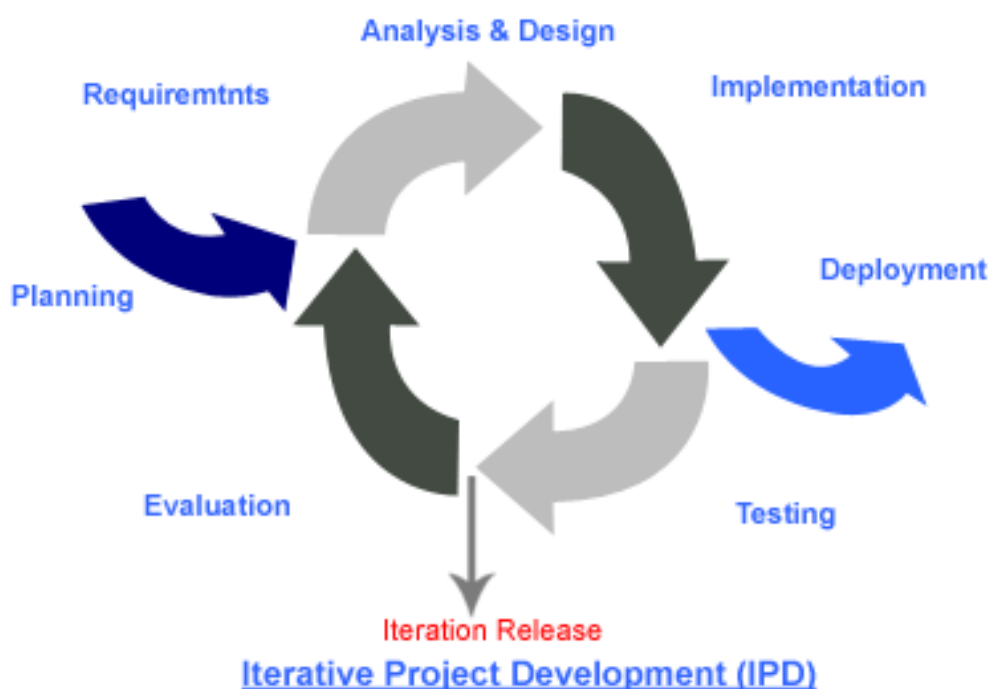 Analysis & Design
Requiremtnts
Implementation
Planning
Deployment
Evaluation
Testing
Iteration Release
Iterative Project Development (IPD)